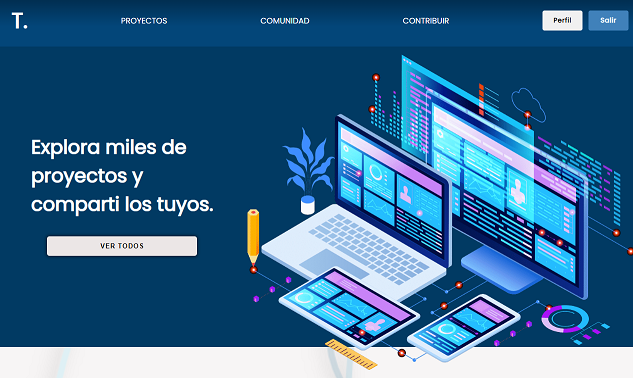 T.
PROYECTOS
COMUNIDAD
CONTRIBUIR
Perfil
Salir
Explora miles de
proyectos y
comparti los tuyos.
VER TODOS